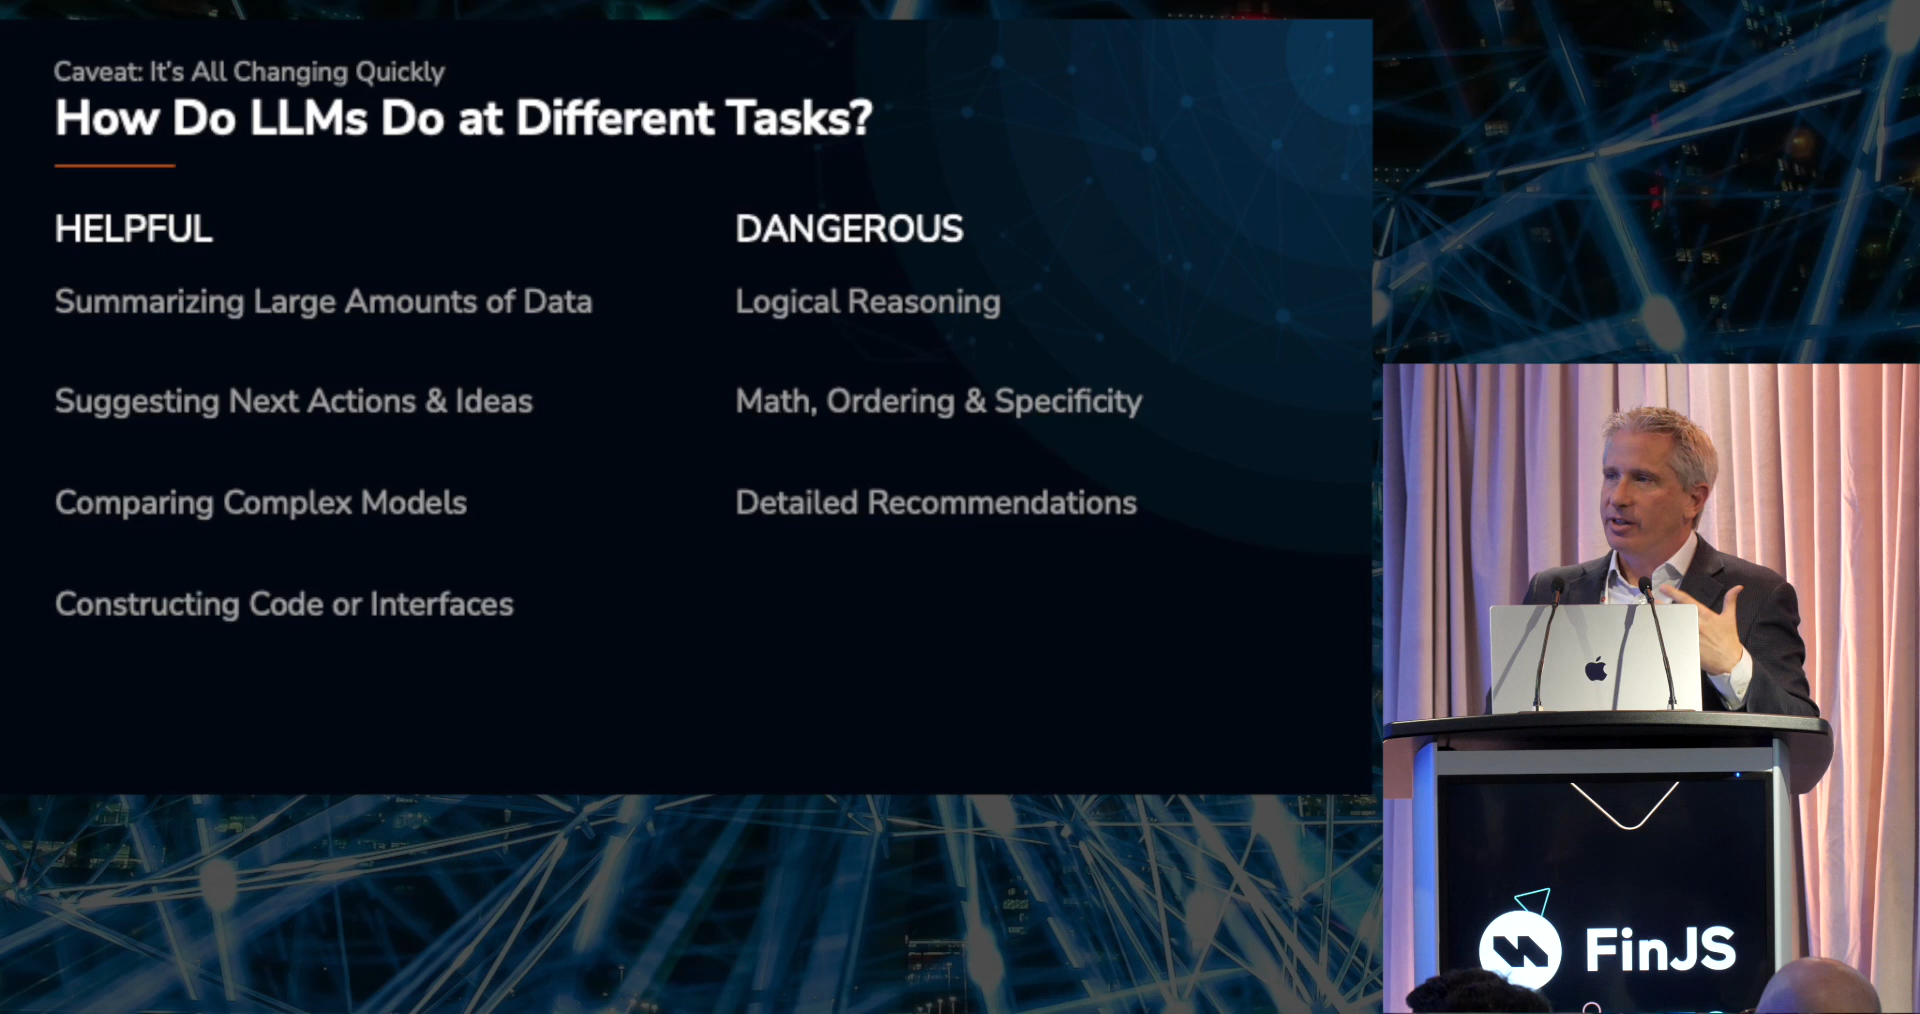 Caveat: It's All Changing Quickly
How Do LLMs Do at Different Tasks?
HELPFUL
Summarizing Large Amounts of Data
Suggesting Next Actions & Ideas
Comparing Complex Models
Constructing Code or Interfaces
DANGEROUS
Logical Reasoning
Math, Ordering & Specificity
Detailed Recommendations
FinJS